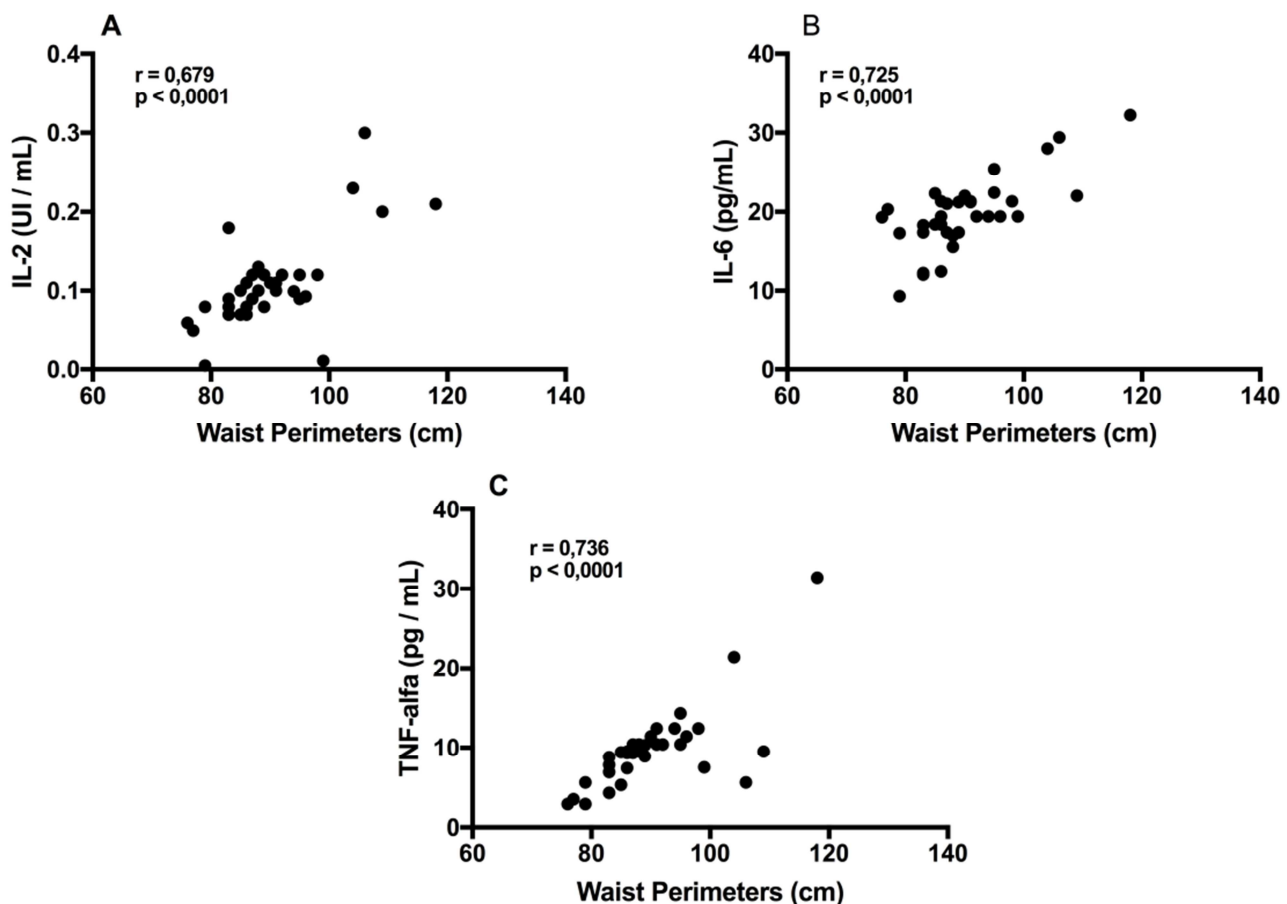 A
r = 0,679
p < 0,0001
IL-2 (UI / mL)
0.4
0.3
0.2
0.1
0.0
60 80 100 120 140
Waist Perimeters (cm)
B
r = 0,725
p < 0,0001
IL-6 (pg/mL)
40
30
20
10
0
60 80 100 120 140
Waist Perimeters (cm)
C
r = 0,736
p < 0,0001
TNF-alfa (pg / mL)
40
30
20
10
0
60 80 100 120 140
Waist Perimeters (cm)